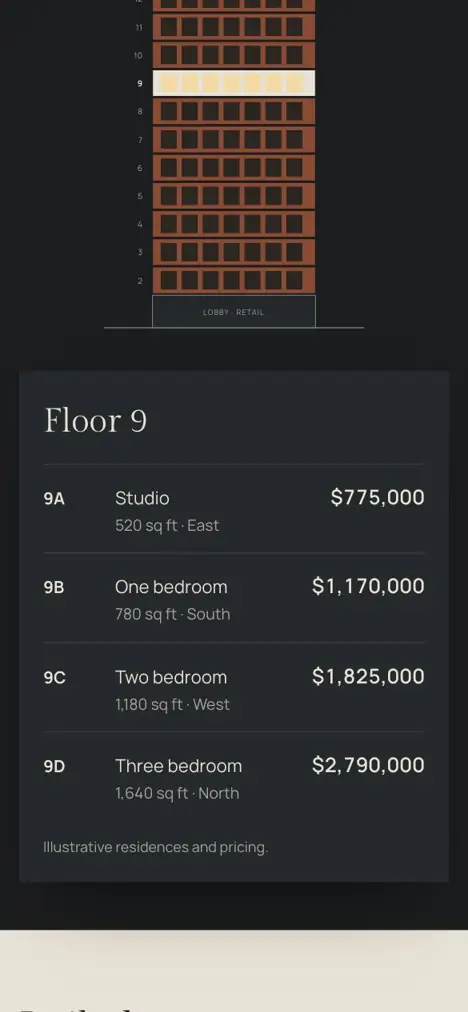 11
10
9
8
7
6
5
4
3
2
LOBBY · RETAIL
Floor 9
9A Studio $775,000
520 sq ft · East
9B One bedroom $1,170,000
780 sq ft · South
9C Two bedroom $1,825,000
1,180 sq ft · West
9D Three bedroom $2,790,000
1,640 sq ft · North
Illustrative residences and pricing.